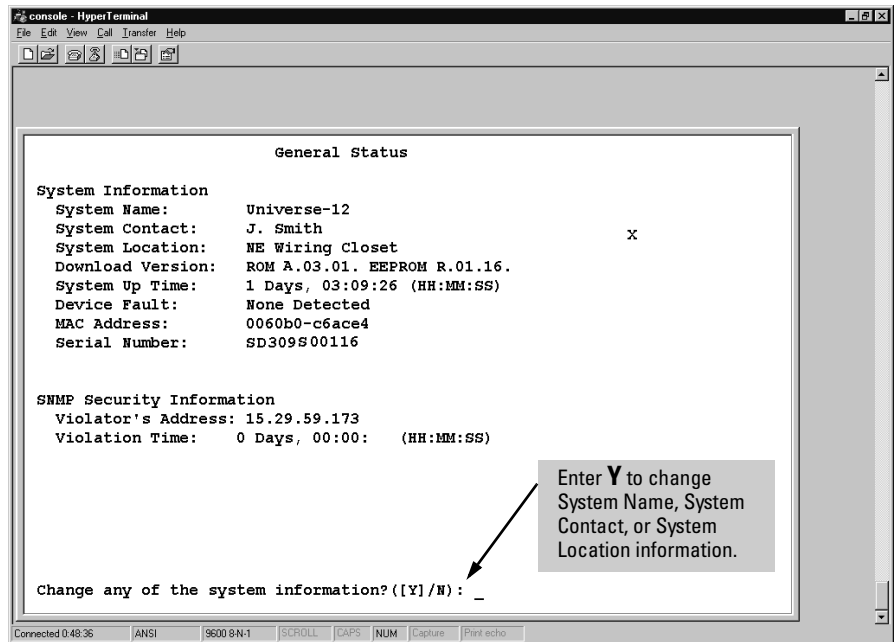 console - HyperTerminal
File Edit View Call Transfer Help
General Status
System Information
System Name: Universe-12
System Contact: J. Smith
x
System Location: NE Wiring Closet
Download Version: ROM A.03.01. EEPROM R.01.16.
System Up Time: 1 Days, 03:09:26 (HH:MM:SS)
Device Fault: None Detected
MAC Address: 0060b0-c6ace4
Serial Number: SD309S00116
SNMP Security Information
Violator's Address: 15.29.59.173
Violation Time: 0 Days, 00:00: (HH:MM:SS)
Enter Y to change
System Name, System
Contact, or System
Location information.
Change any of the system information?([Y]/N): _
Connected 0:48:36 ANSI 9600 8-N-1 SCROLL CAPS NUM Capture Print echo